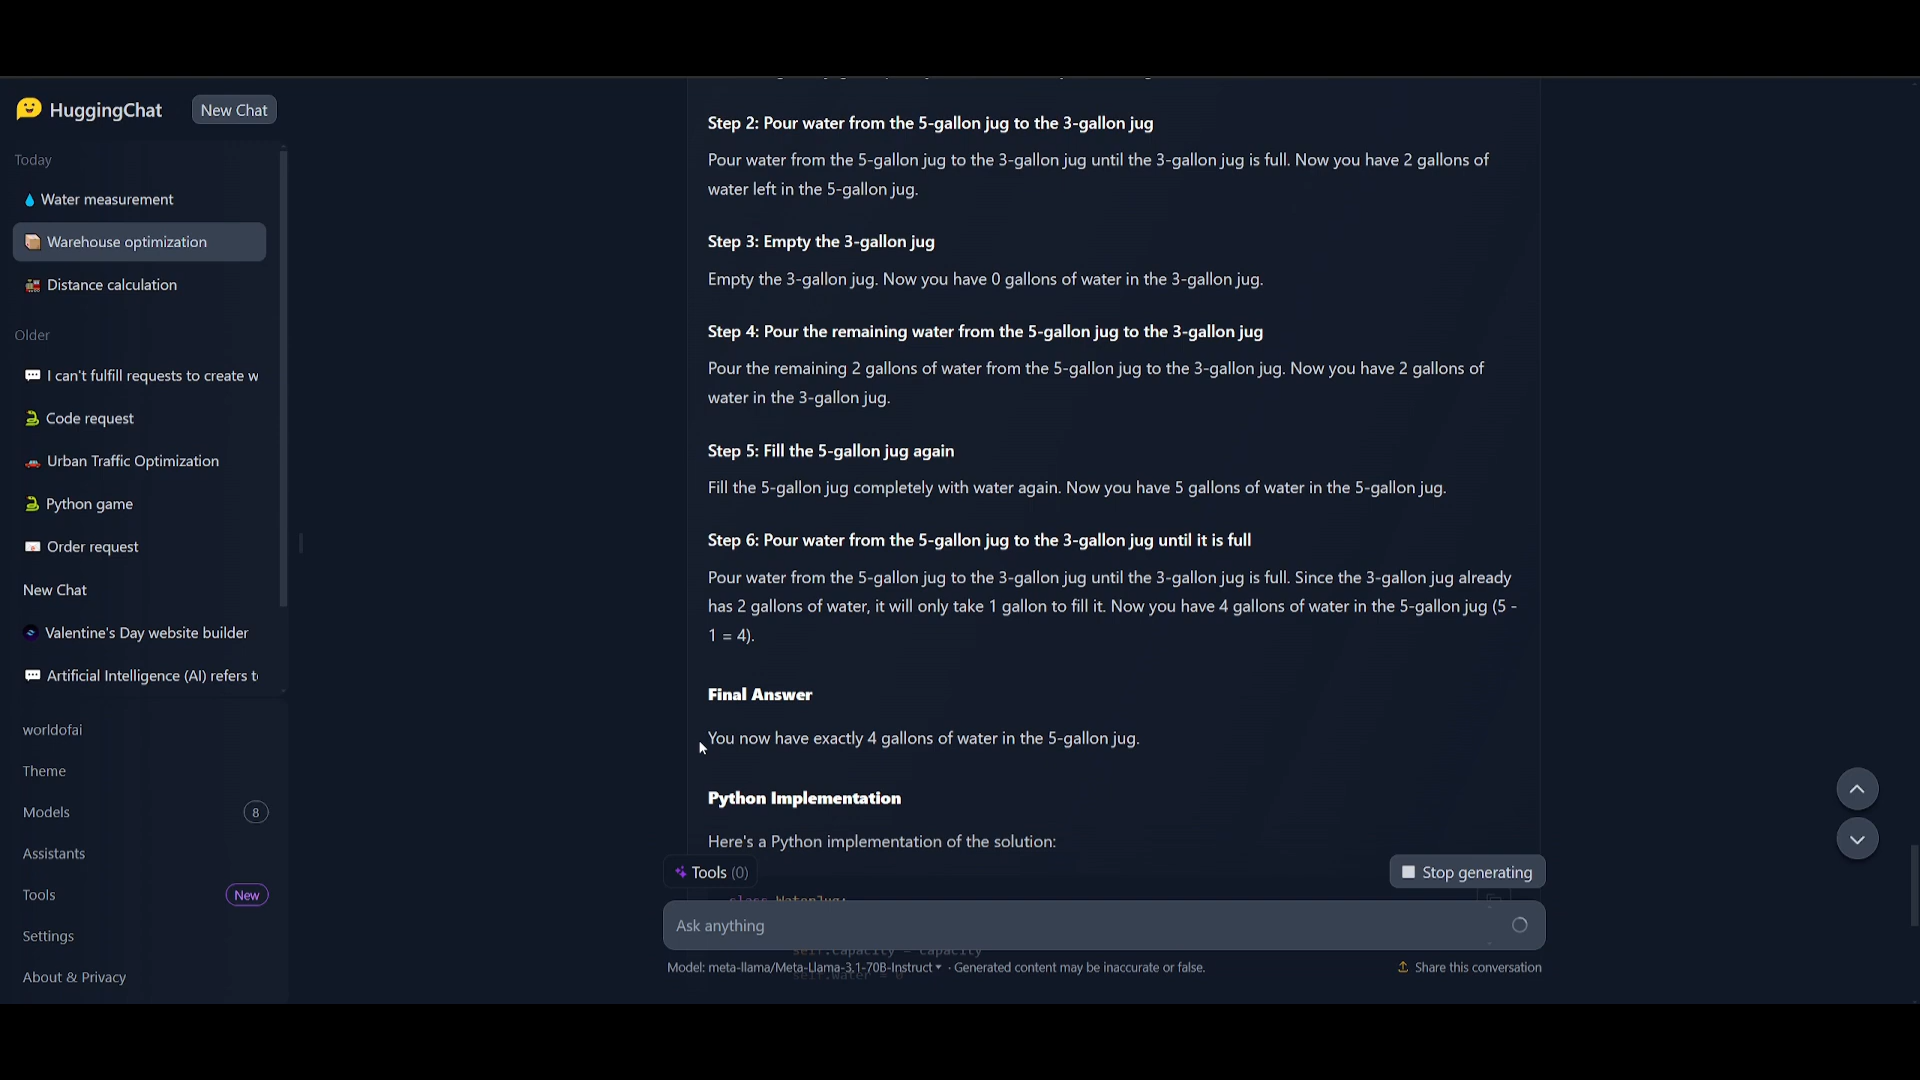 HuggingChat
New Chat
Today
Water measurement
Warehouse optimization
Distance calculation
Older
I can't fulfill requests to create w
Code request
Urban Traffic Optimization
Python game
Order request
New Chat
Valentine's Day website builder
Artificial Intelligence (AI) refers to
worldofai
Theme
Models 8
Assistants
Tools New
Settings
About & Privacy
Step 2: Pour water from the 5-gallon jug to the 3-gallon jug
Pour water from the 5-gallon jug to the 3-gallon jug until the 3-gallon jug is full. Now you have 2 gallons of
water left in the 5-gallon jug.
Step 3: Empty the 3-gallon jug
Empty the 3-gallon jug. Now you have 0 gallons of water in the 3-gallon jug.
Step 4: Pour the remaining water from the 5-gallon jug to the 3-gallon jug
Pour the remaining 2 gallons of water from the 5-gallon jug to the 3-gallon jug. Now you have 2 gallons of
water in the 3-gallon jug.
Step 5: Fill the 5-gallon jug again
Fill the 5-gallon jug completely with water again. Now you have 5 gallons of water in the 5-gallon jug.
Step 6: Pour water from the 5-gallon jug to the 3-gallon jug until it is full
Pour water from the 5-gallon jug to the 3-gallon jug until the 3-gallon jug is full. Since the 3-gallon jug already
has 2 gallons of water, it will only take 1 gallon to fill it. Now you have 4 gallons of water in the 5-gallon jug (5 -
1 = 4).
Final Answer
You now have exactly 4 gallons of water in the 5-gallon jug.
Python Implementation
Here's a Python implementation of the solution:
Tools (0)
Stop generating
class WaterJug:
Ask anything
self.capacity = capacity
Model: meta-llama/Meta-Llama-3.1-70B-Instruct · Generated content may be inaccurate or false.
Share this conversation
self.water = 0